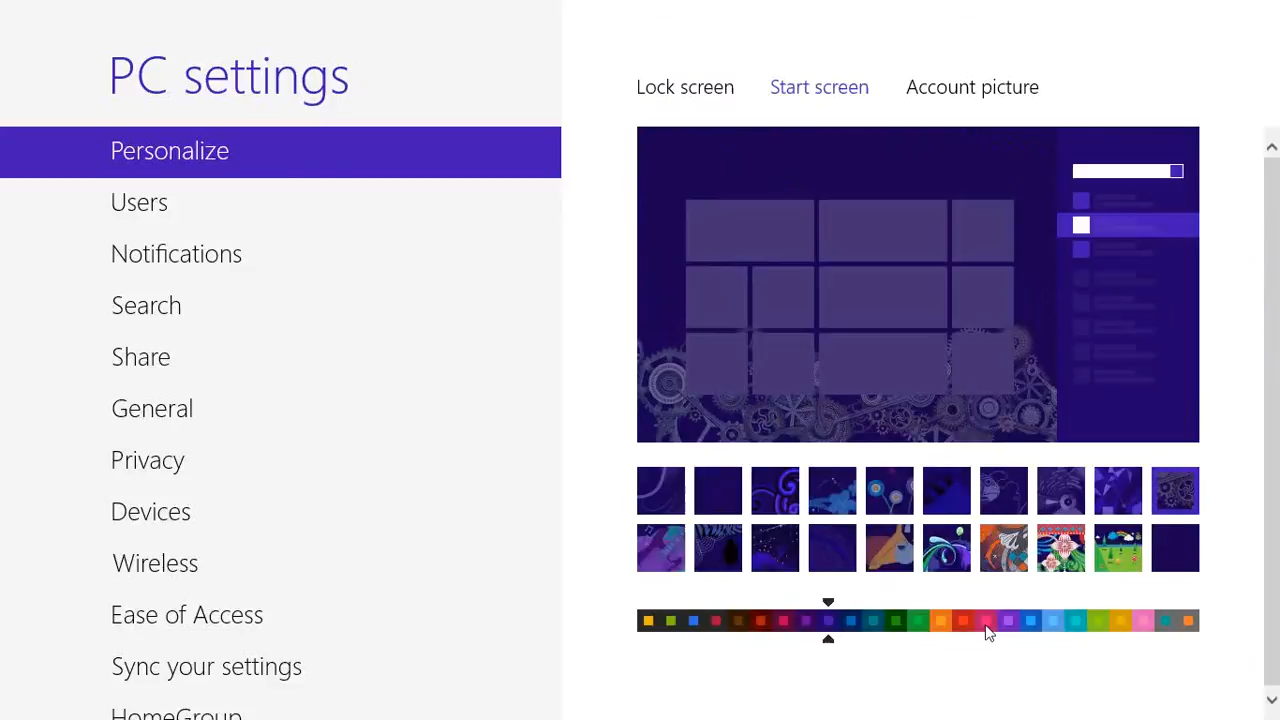 PC settings
Personalize
Users
Notifications
Search
Share
General
Privacy
Devices
Wireless
Ease of Access
Sync your settings
HomeGroup
Lock screen
Start screen
Account picture